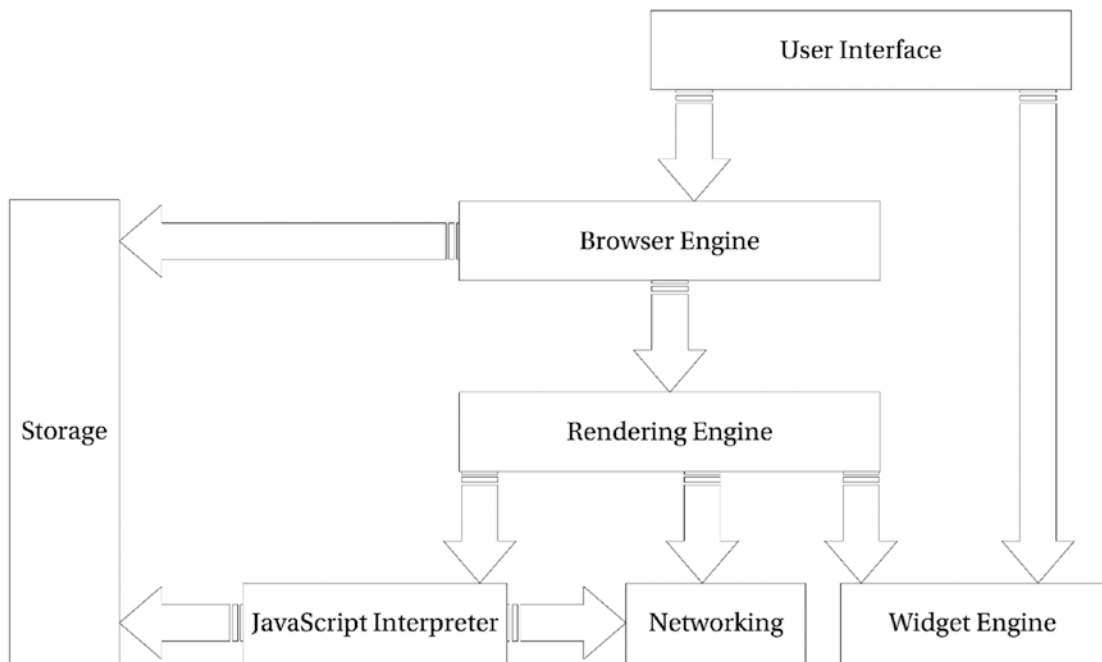 User Interface
Browser Engine
Storage
Rendering Engine
JavaScript Interpreter
Networking
Widget Engine